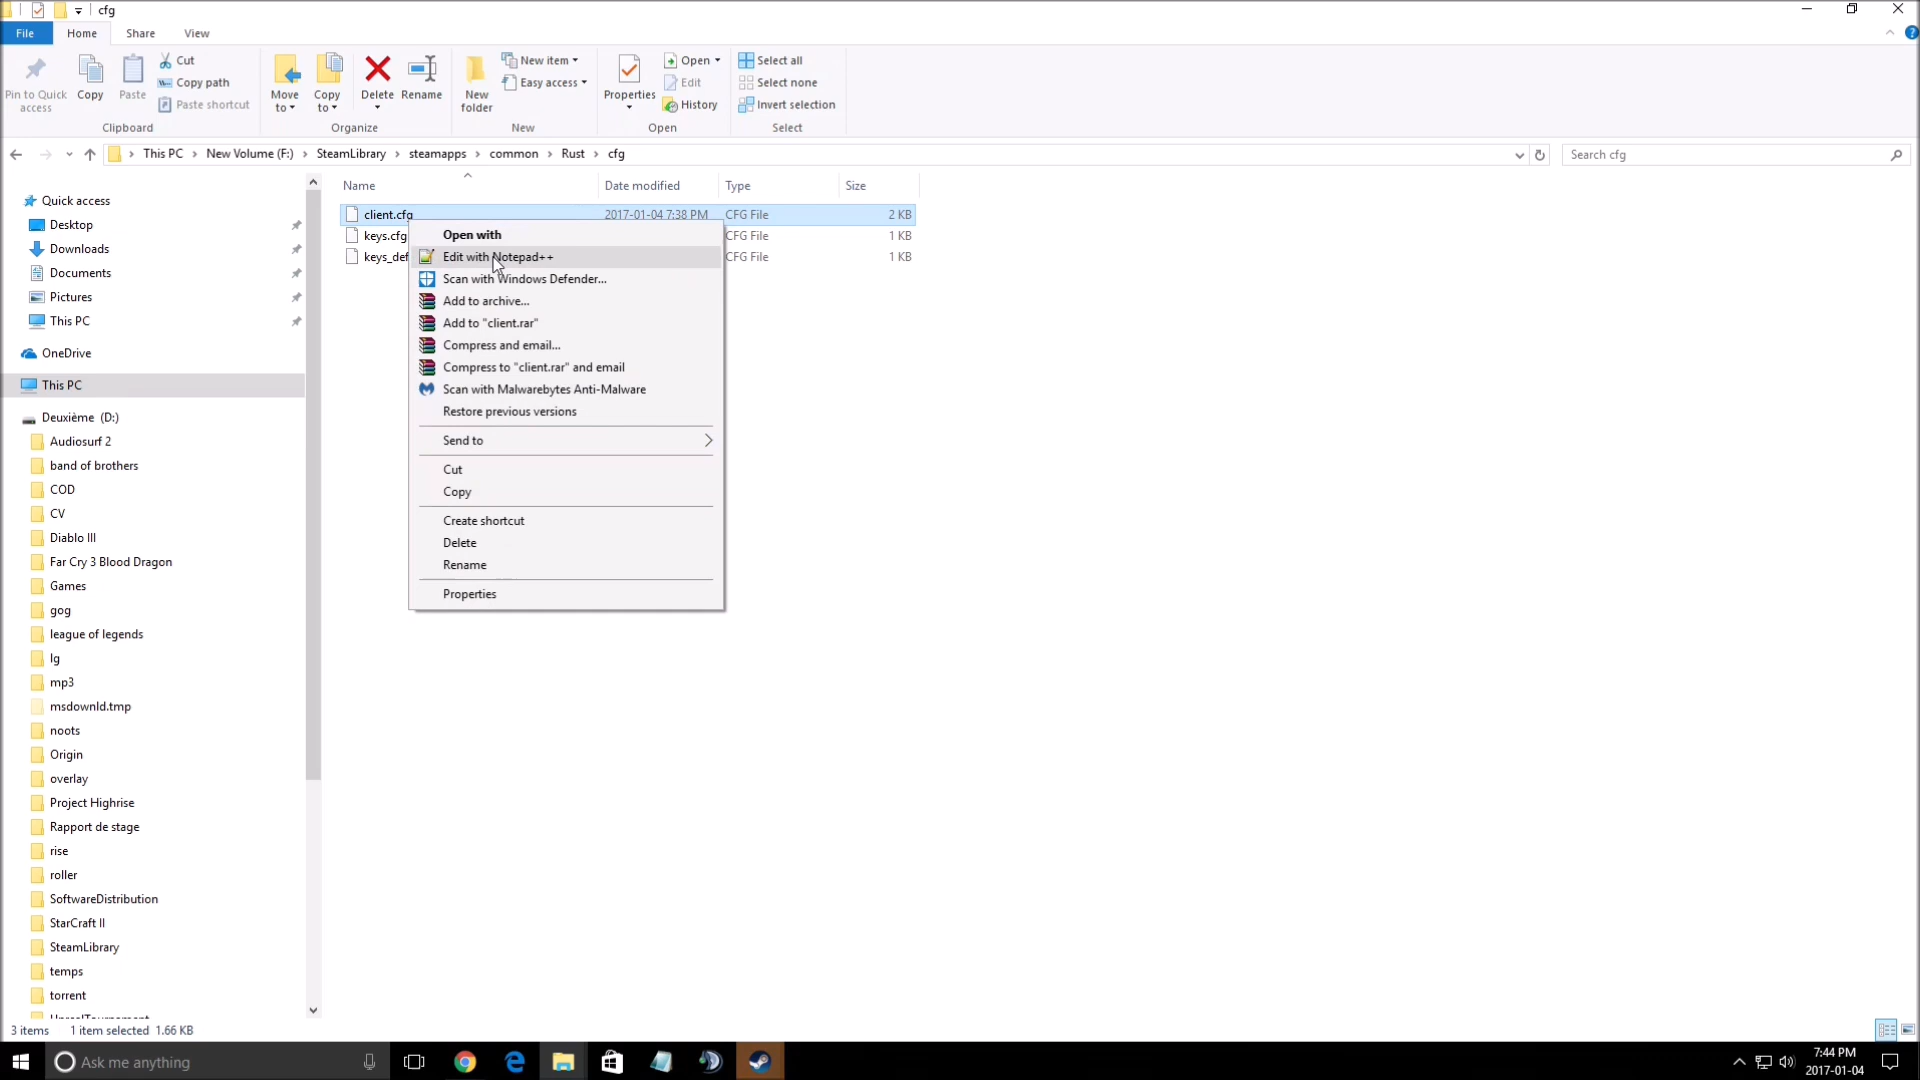 cfg
File Home Share View
Pin to Quick access
Copy
Paste
Cut
Copy path
Paste shortcut
Clipboard
Move to
Copy to
Delete
Rename
Organize
New folder
New item
Easy access
New
Properties
Open
Edit
History
Open
Select all
Select none
Invert selection
Select
This PC New Volume (F:) SteamLibrary steamapps common Rust cfg
Search cfg
Name Date modified Type Size
client.cfg 2017-01-04 7:38 PM CFG File 2 KB
keys.cfg CFG File 1 KB
keys_def CFG File 1 KB
Open with
Edit with Notepad++
Scan with Windows Defender...
Add to archive...
Add to "client.rar"
Compress and email...
Compress to "client.rar" and email
Scan with Malwarebytes Anti-Malware
Restore previous versions
Send to
Cut
Copy
Create shortcut
Delete
Rename
Properties
Quick access
Desktop
Downloads
Documents
Pictures
This PC
OneDrive
This PC
Deuxième (D:)
Audiosurf 2
band of brothers
COD
CV
Diablo III
Far Cry 3 Blood Dragon
Games
gog
league of legends
lg
mp3
msdownld.tmp
noots
Origin
overlay
Project Highrise
Rapport de stage
rise
roller
SoftwareDistribution
StarCraft II
SteamLibrary
temps
torrent
3 items 1 item selected 1.66 KB
Ask me anything
7:44 PM
2017-01-04